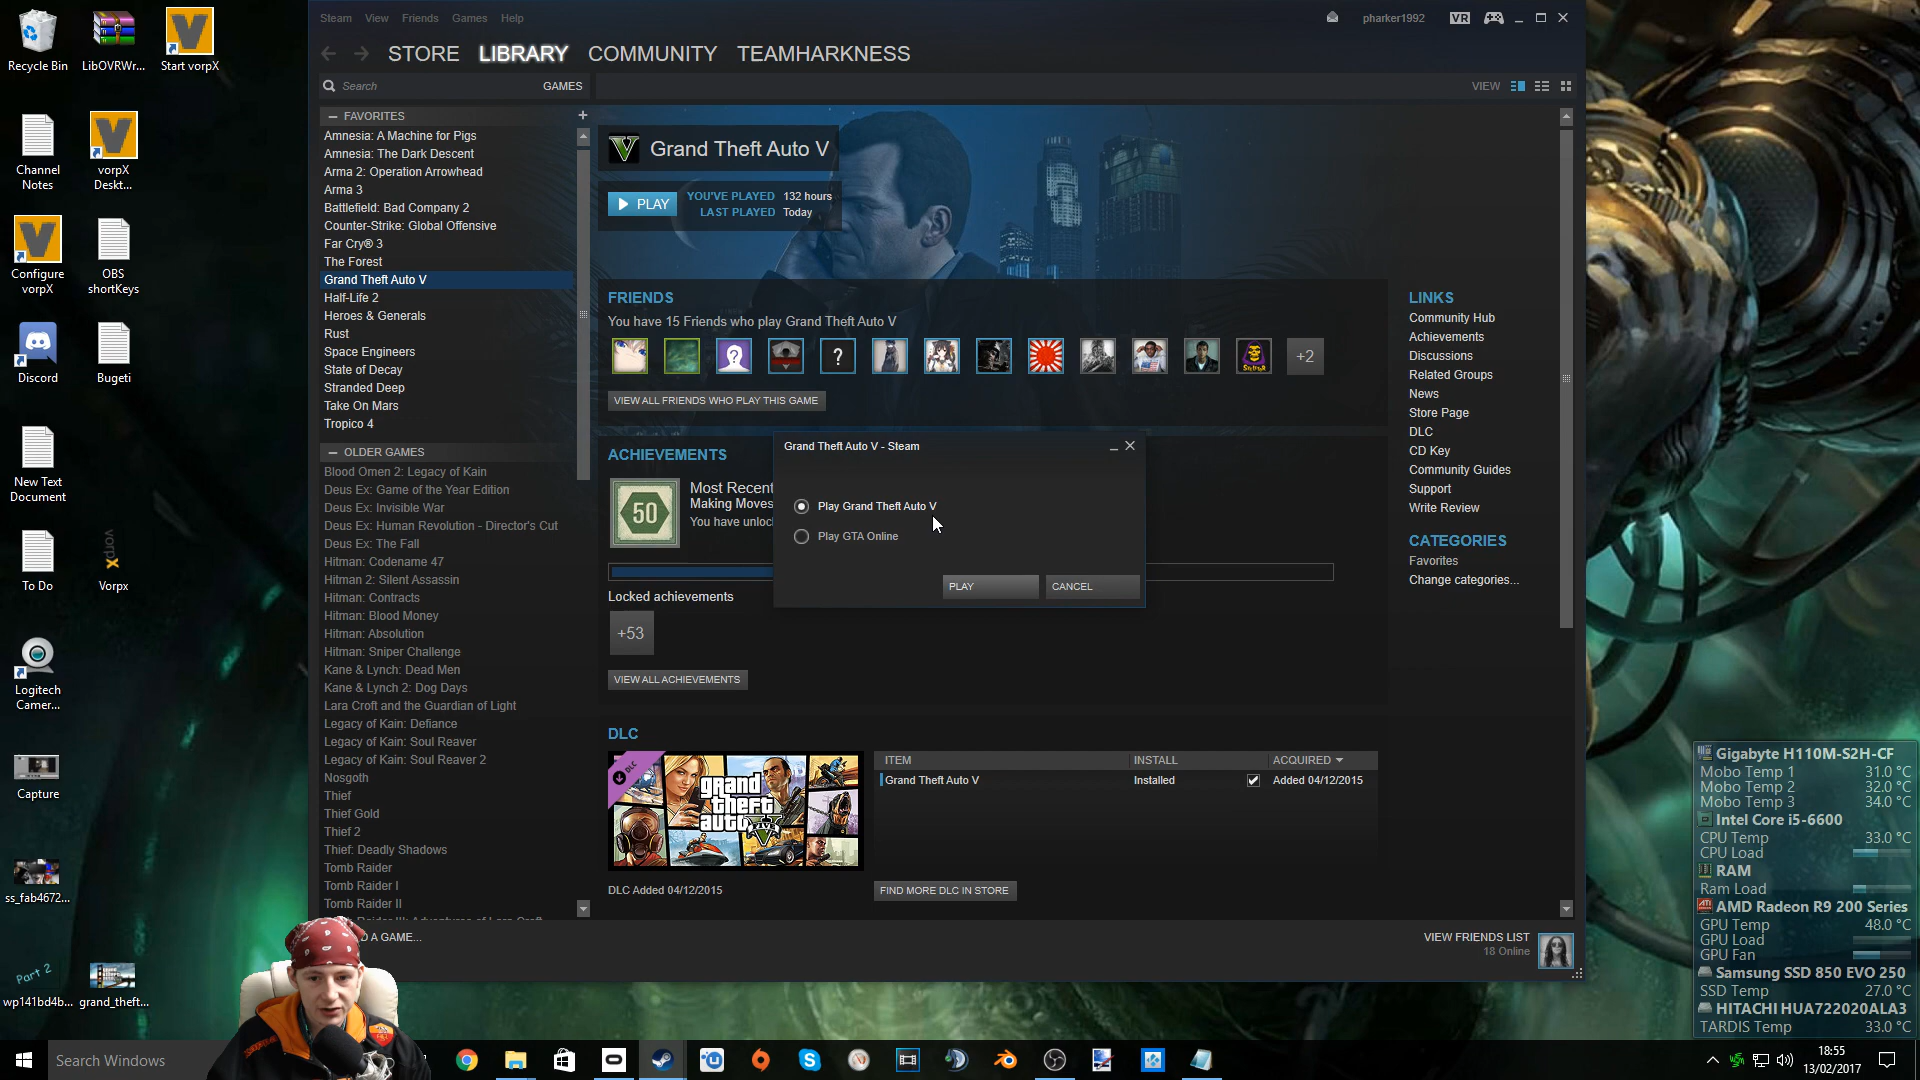 Recycle Bin
LibOVRWr...
Start vorpX
Channel
Notes
vorpX
Deskt...
Configure
vorpX
OBS
shortKeys
Discord
Bugeti
New Text
Document
To Do
vorpx
Vorpx
Logitech
Camer...
Capture
ss_fab4672...
Part 2
wp141bd4b...
grand_theft...
Steam
View
Friends
Games
Help
pharker1992
VR
STORE
LIBRARY
COMMUNITY
TEAMHARKNESS
Search
GAMES
VIEW
FAVORITES
Amnesia: A Machine for Pigs
Amnesia: The Dark Descent
Arma 2: Operation Arrowhead
Arma 3
Battlefield: Bad Company 2
Counter-Strike: Global Offensive
Far Cry® 3
The Forest
Grand Theft Auto V
Half-Life 2
Heroes & Generals
Rust
Space Engineers
State of Decay
Stranded Deep
Take On Mars
Tropico 4
OLDER GAMES
Blood Omen 2: Legacy of Kain
Deus Ex: Game of the Year Edition
Deus Ex: Invisible War
Deus Ex: Human Revolution - Director's Cut
Deus Ex: The Fall
Hitman: Codename 47
Hitman 2: Silent Assassin
Hitman: Contracts
Hitman: Blood Money
Hitman: Absolution
Hitman: Sniper Challenge
Kane & Lynch: Dead Men
Kane & Lynch 2: Dog Days
Lara Croft and the Guardian of Light
Legacy of Kain: Defiance
Legacy of Kain: Soul Reaver
Legacy of Kain: Soul Reaver 2
Nosgoth
Thief
Thief Gold
Thief 2
Thief: Deadly Shadows
Tomb Raider
Tomb Raider I
Tomb Raider II
D A GAME...
Grand Theft Auto V
PLAY
YOU'VE PLAYED 132 hours
LAST PLAYED Today
FRIENDS
You have 15 Friends who play Grand Theft Auto V
+2
VIEW ALL FRIENDS WHO PLAY THIS GAME
ACHIEVEMENTS
50
Most Recent
Making Moves
You have unloc
Locked achievements
+53
VIEW ALL ACHIEVEMENTS
Grand Theft Auto V - Steam
Play Grand Theft Auto V
Play GTA Online
PLAY
CANCEL
DLC
DLC
grand
theft
auto
FIVE
DLC Added 04/12/2015
ITEM
INSTALL
ACQUIRED
Grand Theft Auto V
Installed
Added 04/12/2015
FIND MORE DLC IN STORE
LINKS
Community Hub
Achievements
Discussions
Related Groups
News
Store Page
DLC
CD Key
Community Guides
Support
Write Review
CATEGORIES
Favorites
Change categories...
VIEW FRIENDS LIST
18 Online
Gigabyte H110M-S2H-CF
Mobo Temp 1 31.0 °C
Mobo Temp 2 32.0 °C
Mobo Temp 3 34.0 °C
Intel Core i5-6600
CPU Temp 33.0 °C
CPU Load
RAM
Ram Load
ATI
AMD Radeon R9 200 Series
GPU Temp 48.0 °C
GPU Load
GPU Fan
Samsung SSD 850 EVO 250
SSD Temp 27.0 °C
HITACHI HUA722020ALA3
TARDIS Temp 33.0 °C
Search Windows
18:55
13/02/2017